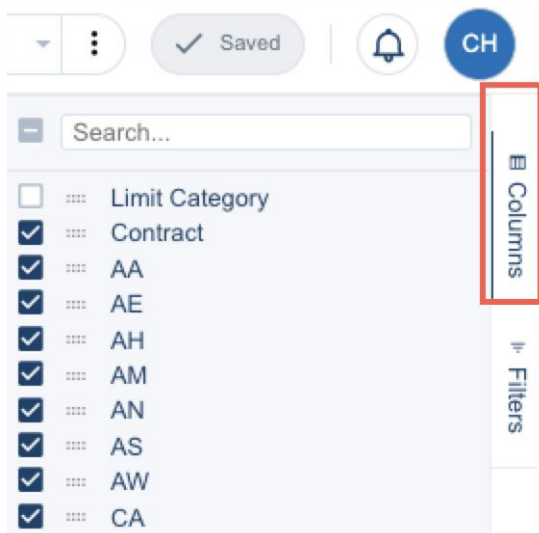 Saved
CH
Search...
Limit Category
Contract
AA
AE
AH
AM
AN
AS
AW
CA
Columns
Filters